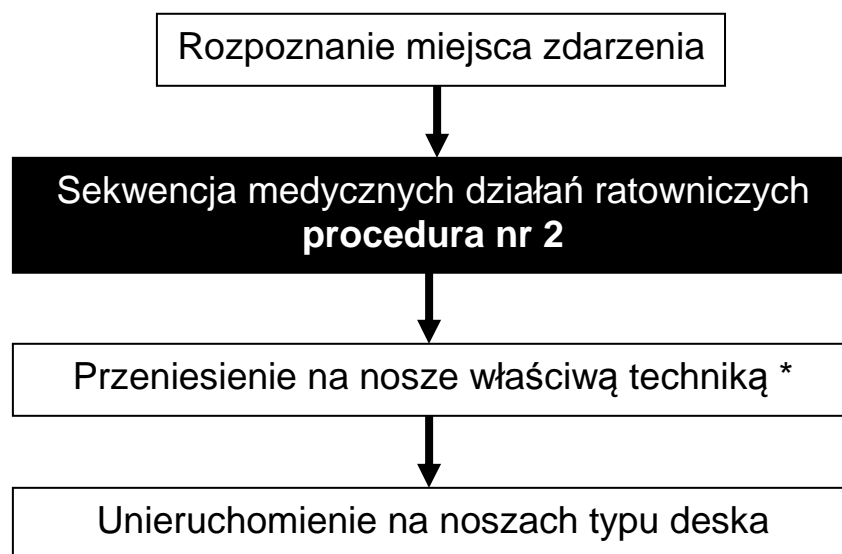 Rozpoznanie miejsca zdarzenia
Sekwencja medycznych działań ratowniczych
procedura nr 2
Przeniesienie na nosze właściwą techniką *
Unieruchomienie na noszach typu deska